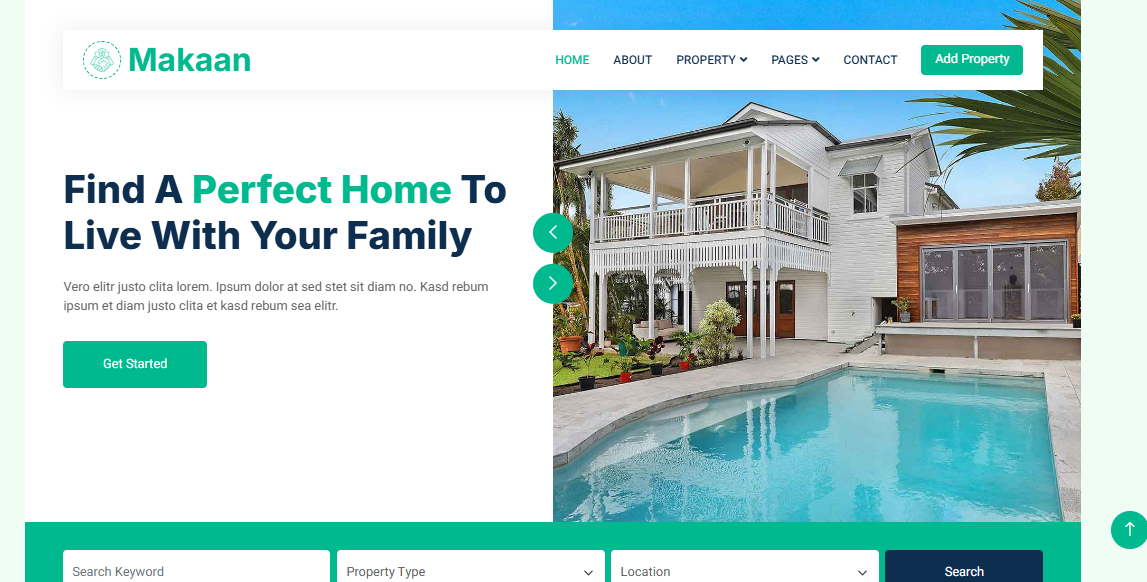 Makaan
HOME
ABOUT
PROPERTY
PAGES
CONTACT
Add Property
Find A Perfect Home To
Live With Your Family
Vero elitr justo clita lorem. Ipsum dolor at sed stet sit diam no. Kasd rebum
ipsum et diam justo clita et kasd rebum sea elitr.
Get Started
Search Keyword
Property Type
Location
Search